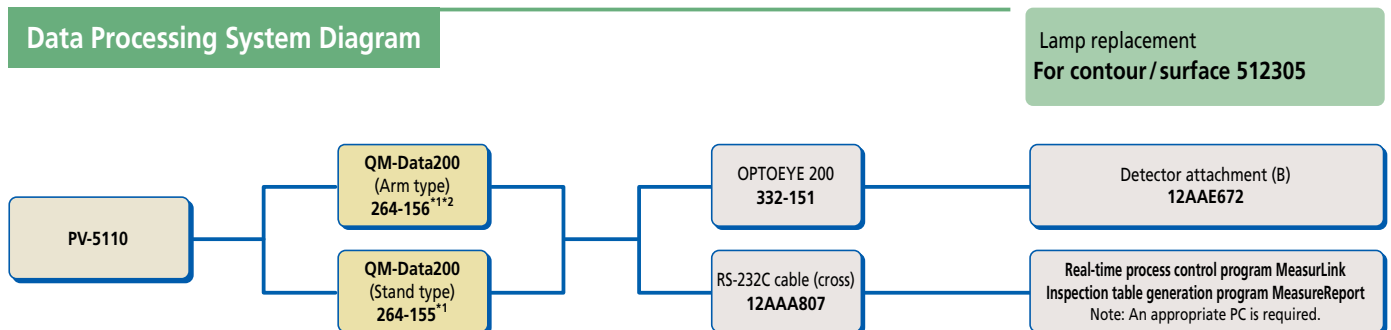 Data Processing System Diagram
Lamp replacement
For contour/surface 512305
PV-5110
QM-Data200
(Arm type)
264-156*1*2
QM-Data200
(Stand type)
264-155*1
OPTOEYE 200
332-151
RS-232C cable (cross)
12AAA807
Detector attachment (B)
12AAE672
Real-time process control program MeasurLink
Inspection table generation program MeasureReport
Note: An appropriate PC is required.